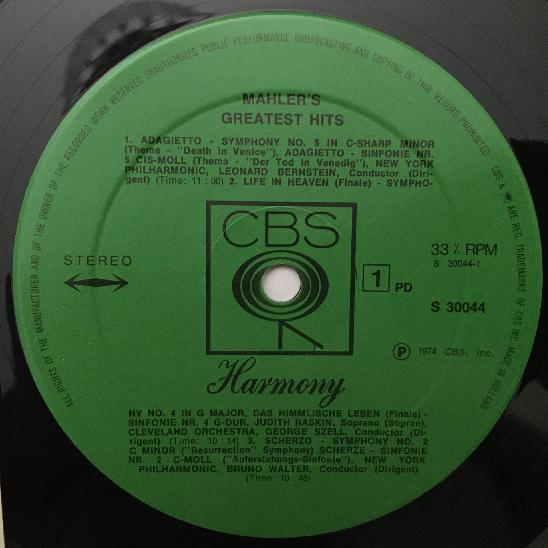 ALL RIGHTS OF THE MANUFACTURER AND OF THE OWNER OF THE RECORDED WORK RESERVED UNAUTHORIZED PUBLIC PERFORMANCE BROADCASTING AND COPYING OF THIS RECORD PROHIBITED. CBS & ARE REG. TRADEMARKS OF CBS INC. MADE IN HOLLAND
MAHLER'S
GREATEST HITS
1. ADAGIETTO - SYMPHONY NO. 5 IN C-SHARP MINOR
(Theme - "Death in Venice"), ADAGIETTO - SINFONIE NR.
5 CIS-MOLL (Thema - "Der Tod in Venedig"), NEW YORK
PHILHARMONIC, LEONARD BERNSTEIN, Conductor (Diri-
gent) (Time: 11:00) 2. LIFE IN HEAVEN (Finale) - SYMPHO-
CBS
STEREO
33⅓ RPM
S 30044-1
1 PD
S 30044
Ⓟ 1974 CBS, Inc.
Harmony
NY NO. 4 IN G MAJOR, DAS HIMMLISCHE LEBEN (Finale) -
SINFONIE NR. 4 G-DUR, JUDITH RASKIN, Soprano (Sopran),
CLEVELAND ORCHESTRA, GEORGE SZELL, Conductor (Di-
rigent) (Time: 10:14) 3. SCHERZO - SYMPHONY NO. 2
C MINOR ("Resurrection" Symphony) SCHERZE - SINFONIE
NR. 2 C-MOLL ("Auferstehungs-Sinfonie"), NEW YORK
PHILHARMONIC, BRUNO WALTER, Conductor (Dirigent)
(Time: 10:48)